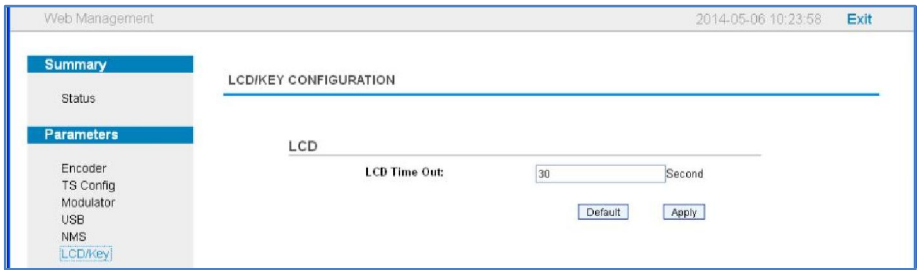 Web Management 2014-05-06 10:23:58 Exit
Summary
Status
Parameters
Encoder
TS Config
Modulator
USB
NMS
LCD/Key
LCD/KEY CONFIGURATION
LCD
LCD Time Out: 30 Second
Default Apply